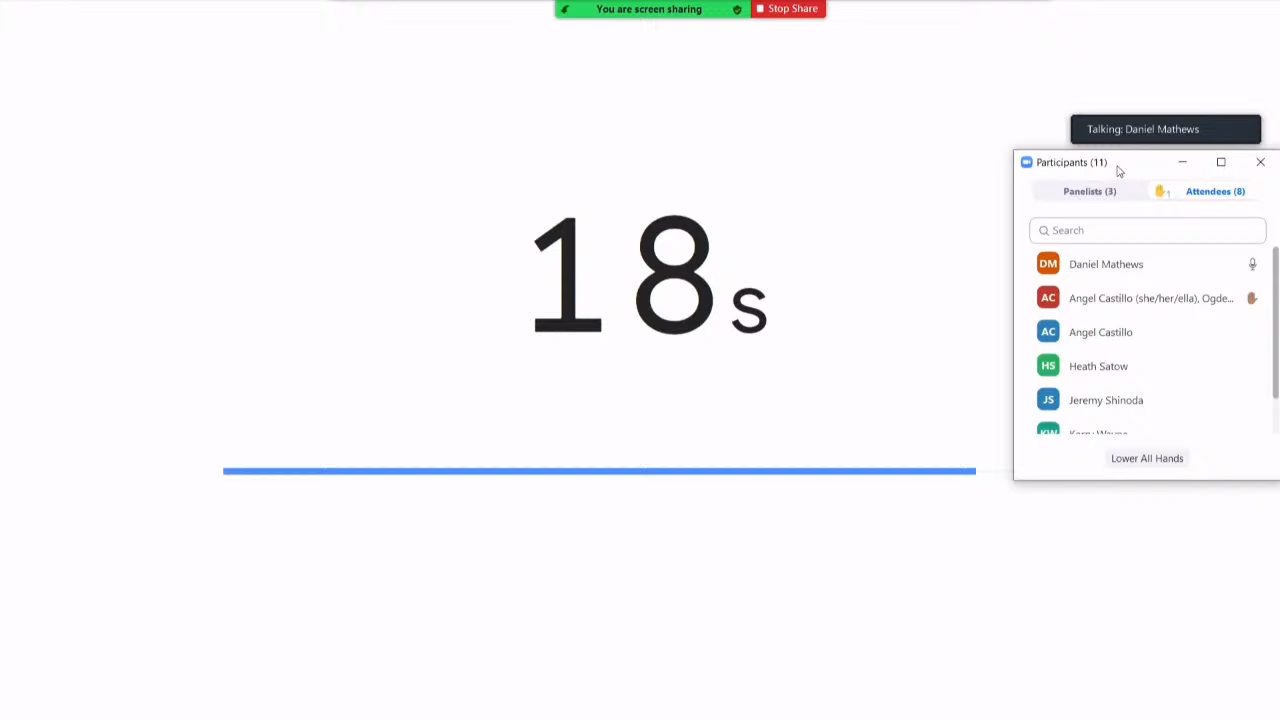 You are screen sharing
Stop Share
Talking: Daniel Mathews
Participants (11)
Panelists (3)
1
Attendees (8)
Search
18s
DM
Daniel Mathews
AC
Angel Castillo (she/her/ella), Ogde...
AC
Angel Castillo
HS
Heath Satow
JS
Jeremy Shinoda
KW
Lower All Hands